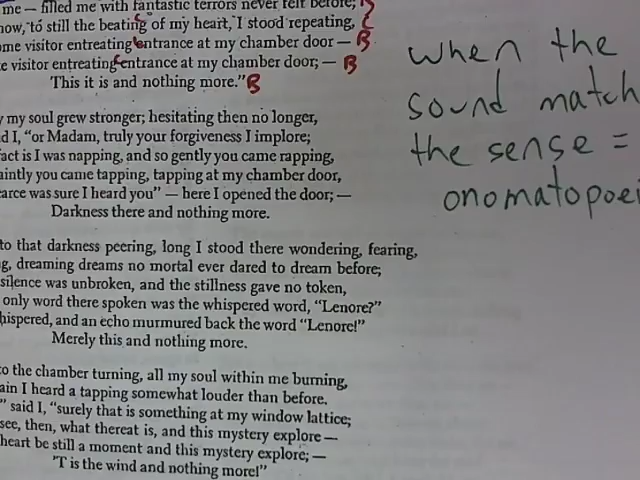 me — filled me with fantastic terrors never felt before; B
now, to still the beating of my heart, I stood repeating, C
ome visitor entreating entrance at my chamber door — B
e visitor entreating entrance at my chamber door; — B
This it is and nothing more." B
y my soul grew stronger; hesitating then no longer,
d I, "or Madam, truly your forgiveness I implore;
fact is I was napping, and so gently you came rapping,
aintly you came tapping, tapping at my chamber door,
arce was sure I heard you" — here I opened the door; —
Darkness there and nothing more.
to that darkness peering, long I stood there wondering, fearing,
g, dreaming dreams no mortal ever dared to dream before;
silence was unbroken, and the stillness gave no token,
only word there spoken was the whispered word, "Lenore?"
hispered, and an echo murmured back the word "Lenore!"
Merely this and nothing more.
to the chamber turning, all my soul within me burning,
ain I heard a tapping somewhat louder than before.
" said I, "surely that is something at my window lattice;
see, then, what thereat is, and this mystery explore —
heart be still a moment and this mystery explore; —
'T is the wind and nothing more!"
when the
sound match
the sense =
onomatopoei